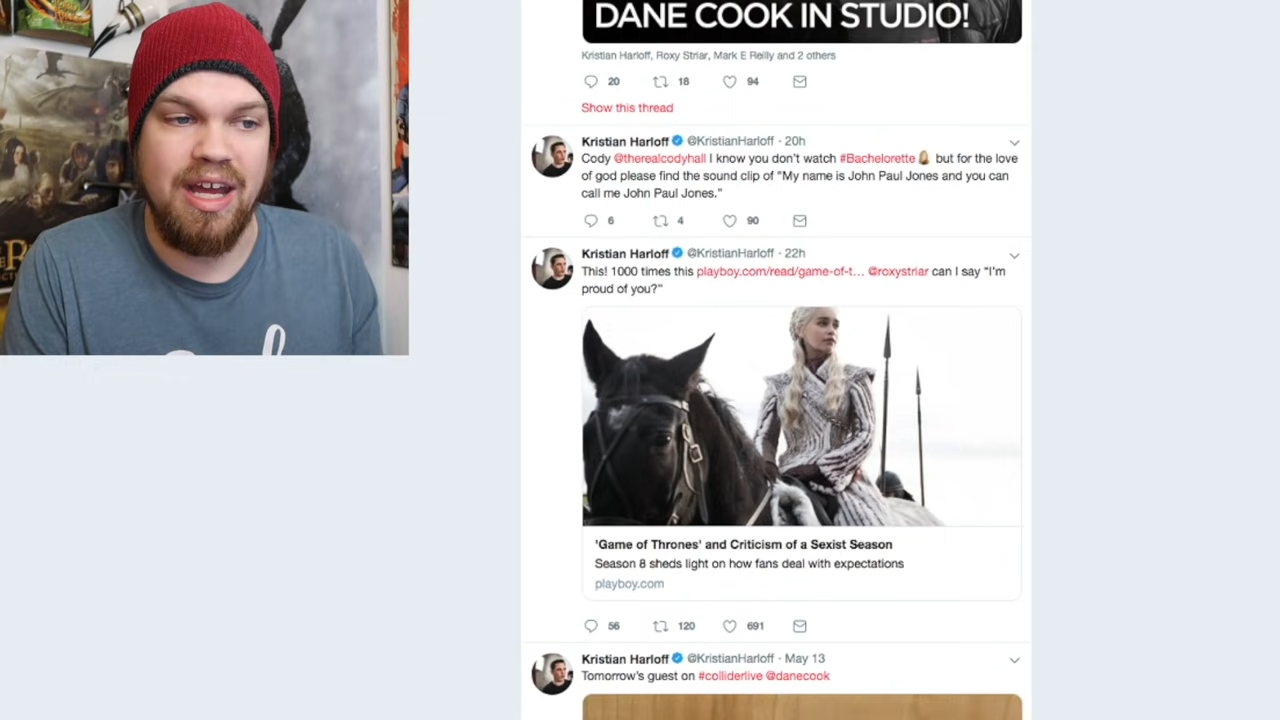 DANE COOK IN STUDIO!
Kristian Harloff, Roxy Striar, Mark E Reilly and 2 others
20 18 94
Show this thread
Kristian Harloff @KristianHarloff · 20h
Cody @therealcodyhall I know you don't watch #Bachelorette but for the love
of god please find the sound clip of "My name is John Paul Jones and you can
call me John Paul Jones."
6 4 90
Kristian Harloff @KristianHarloff · 22h
This! 1000 times this playboy.com/read/game-of-t… @roxystriar can I say "I'm
proud of you?"
'Game of Thrones' and Criticism of a Sexist Season
Season 8 sheds light on how fans deal with expectations
playboy.com
56 120 691
Kristian Harloff @KristianHarloff · May 13
Tomorrow's guest on #colliderlive @danecook